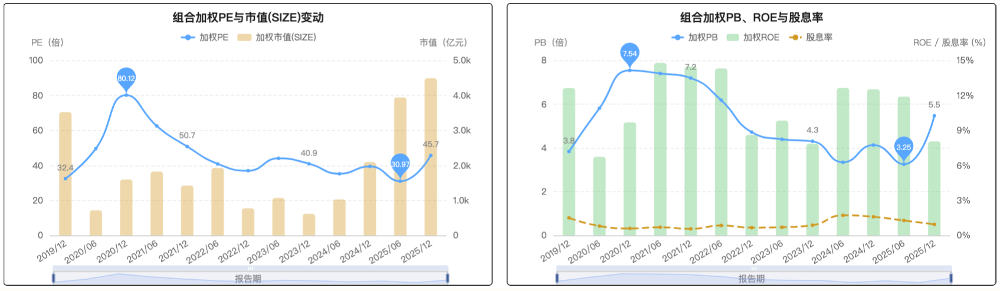 组合加权PE与市值(SIZE)变动
加权PE 加权市值(SIZE)
PE（倍） 市值（亿元）
100 5.0k
80 4.0k
60 3.0k
40 2.0k
20 1.0k
0 0
80.12
50.7
45.7
40.9
32.4
30.97
2019/12 2020/06 2020/12 2021/06 2021/12 2022/06 2022/12 2023/06 2023/12 2024/06 2024/12 2025/06 2025/12
报告期
组合加权PB、ROE与股息率
加权PB 加权ROE 股息率
PB（倍） ROE / 股息率 (%)
8 15%
12%
6
9%
4
6%
2
3%
0 0%
7.54
7.2
5.5
4.3
3.8
3.25
2019/12 2020/06 2020/12 2021/06 2021/12 2022/06 2022/12 2023/06 2023/12 2024/06 2024/12 2025/06 2025/12
报告期